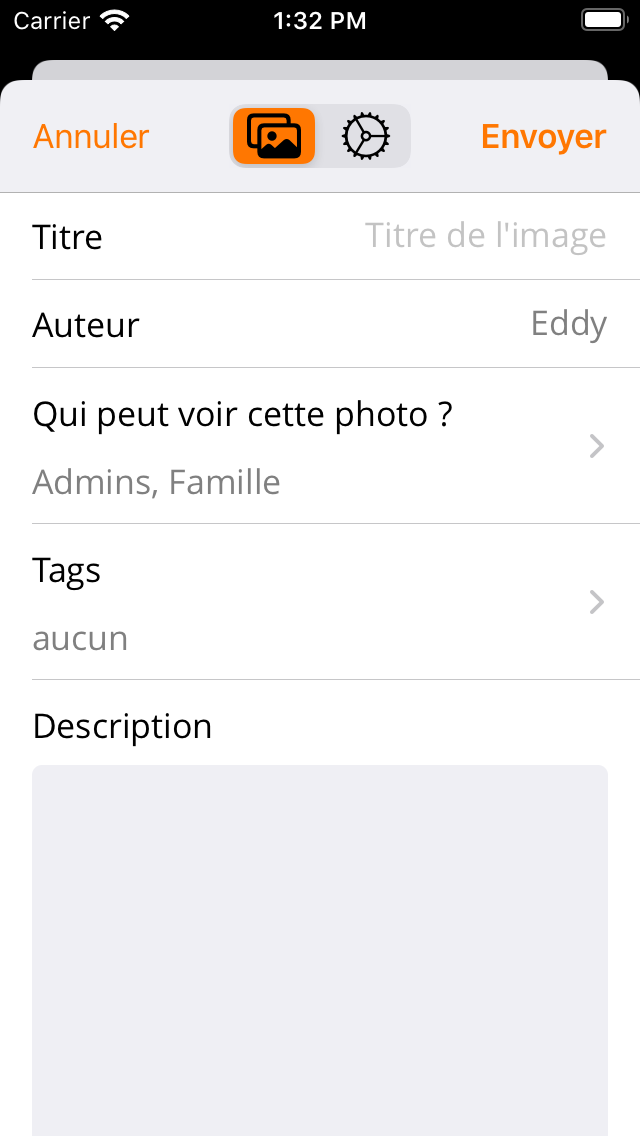 Carrier 1:32 PM
Annuler Envoyer
Titre Titre de l'image
Auteur Eddy
Qui peut voir cette photo ?
Admins, Famille
Tags
aucun
Description